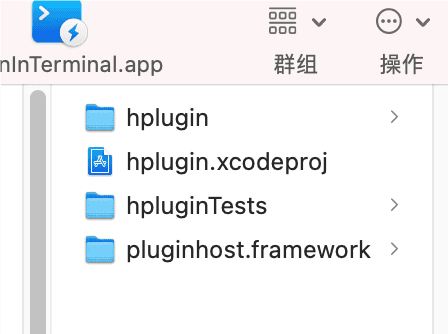 nInTerminal.app
群组
操作
hplugin
hplugin.xcodeproj
hpluginTests
pluginhost.framework